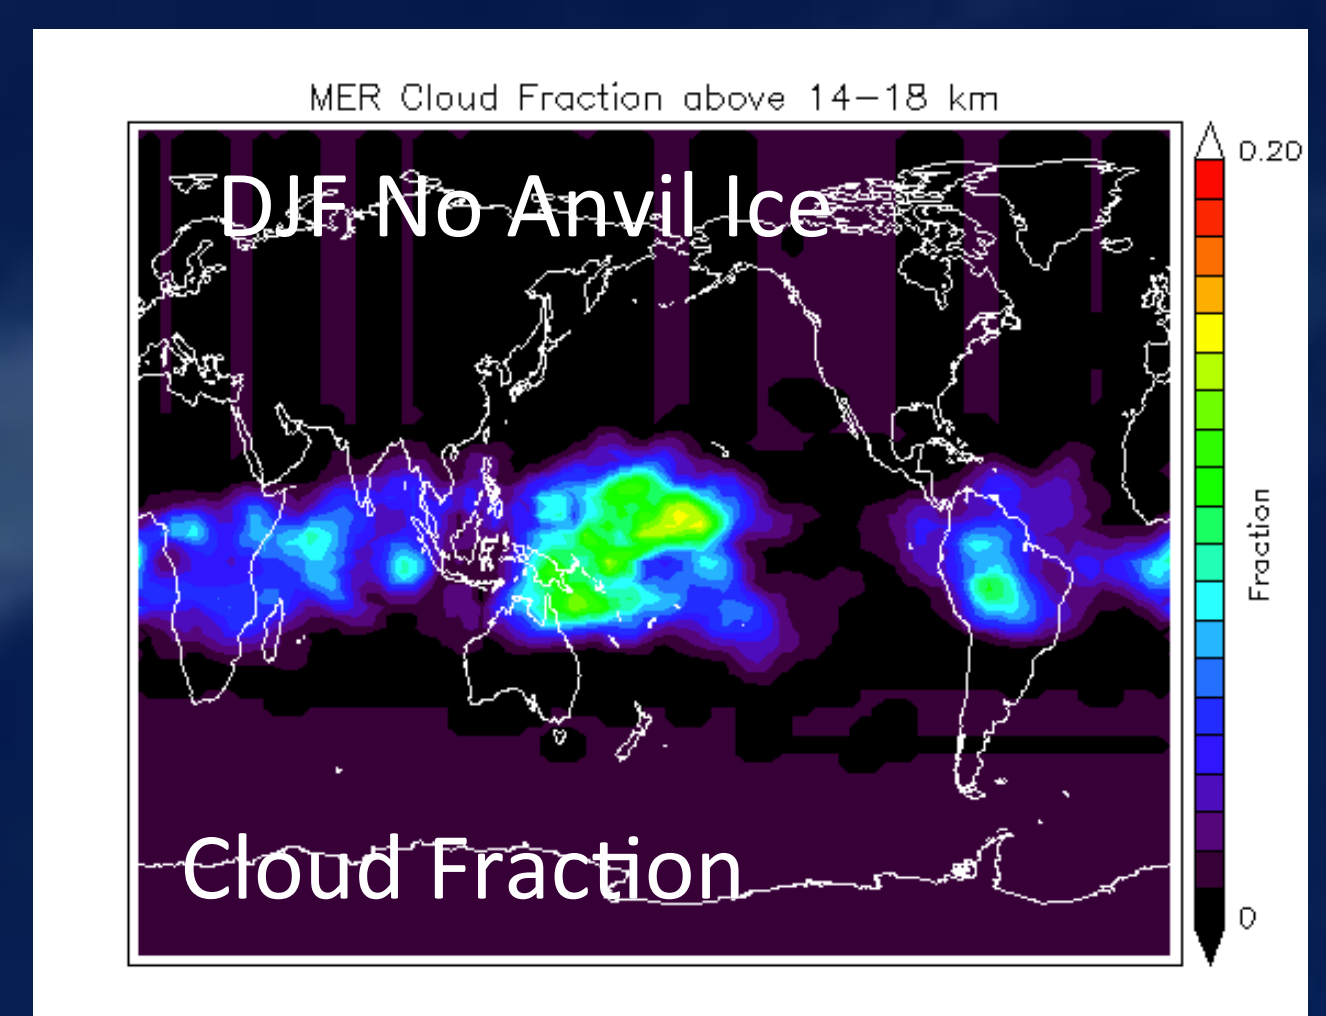 MER Cloud Fraction above 14-18 km
DJF No Anvil Ice
0.20
Fraction
Cloud Fraction
0